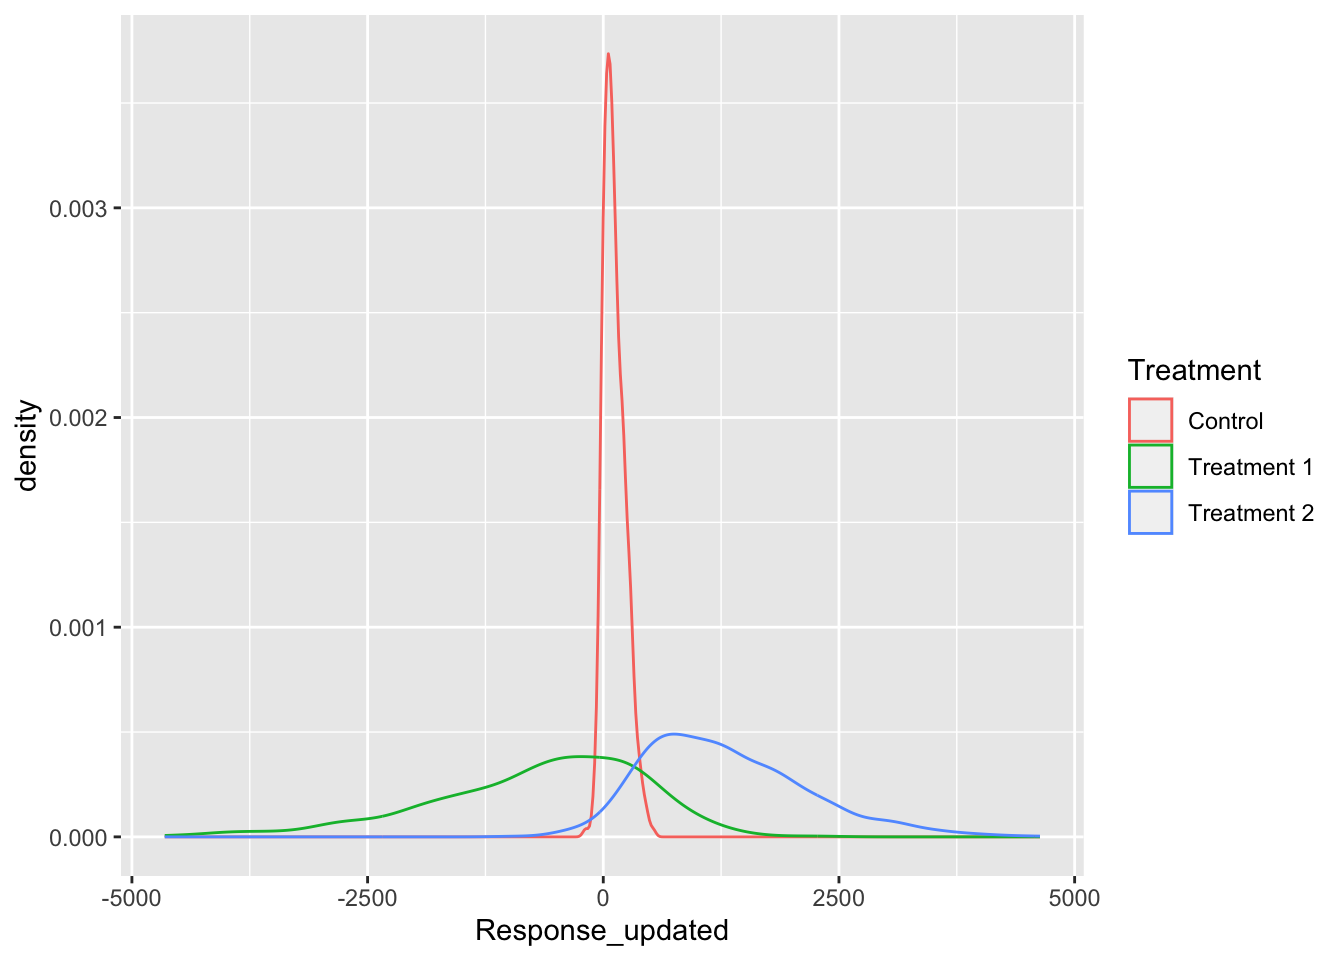 0.003
0.002
0.001
0.000
density
-5000
-2500
0
2500
5000
Response_updated
Treatment
Control
Treatment 1
Treatment 2